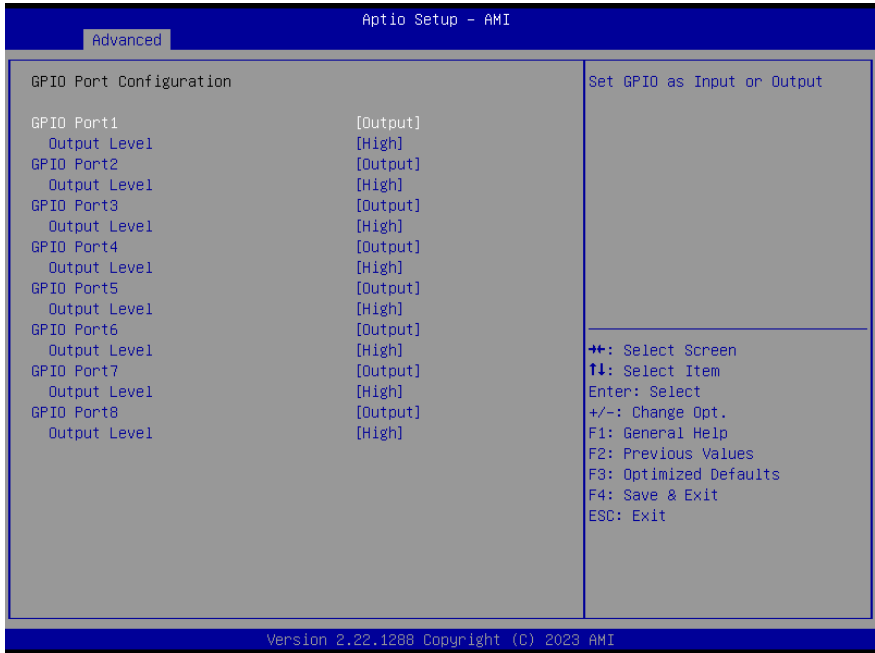 Aptio Setup – AMI
Advanced
GPIO Port Configuration
GPIO Port1 [Output]
Output Level [High]
GPIO Port2 [Output]
Output Level [High]
GPIO Port3 [Output]
Output Level [High]
GPIO Port4 [Output]
Output Level [High]
GPIO Port5 [Output]
Output Level [High]
GPIO Port6 [Output]
Output Level [High]
GPIO Port7 [Output]
Output Level [High]
GPIO Port8 [Output]
Output Level [High]
Set GPIO as Input or Output
→←: Select Screen
↑↓: Select Item
Enter: Select
+/-: Change Opt.
F1: General Help
F2: Previous Values
F3: Optimized Defaults
F4: Save & Exit
ESC: Exit
Version 2.22.1288 Copyright (C) 2023 AMI